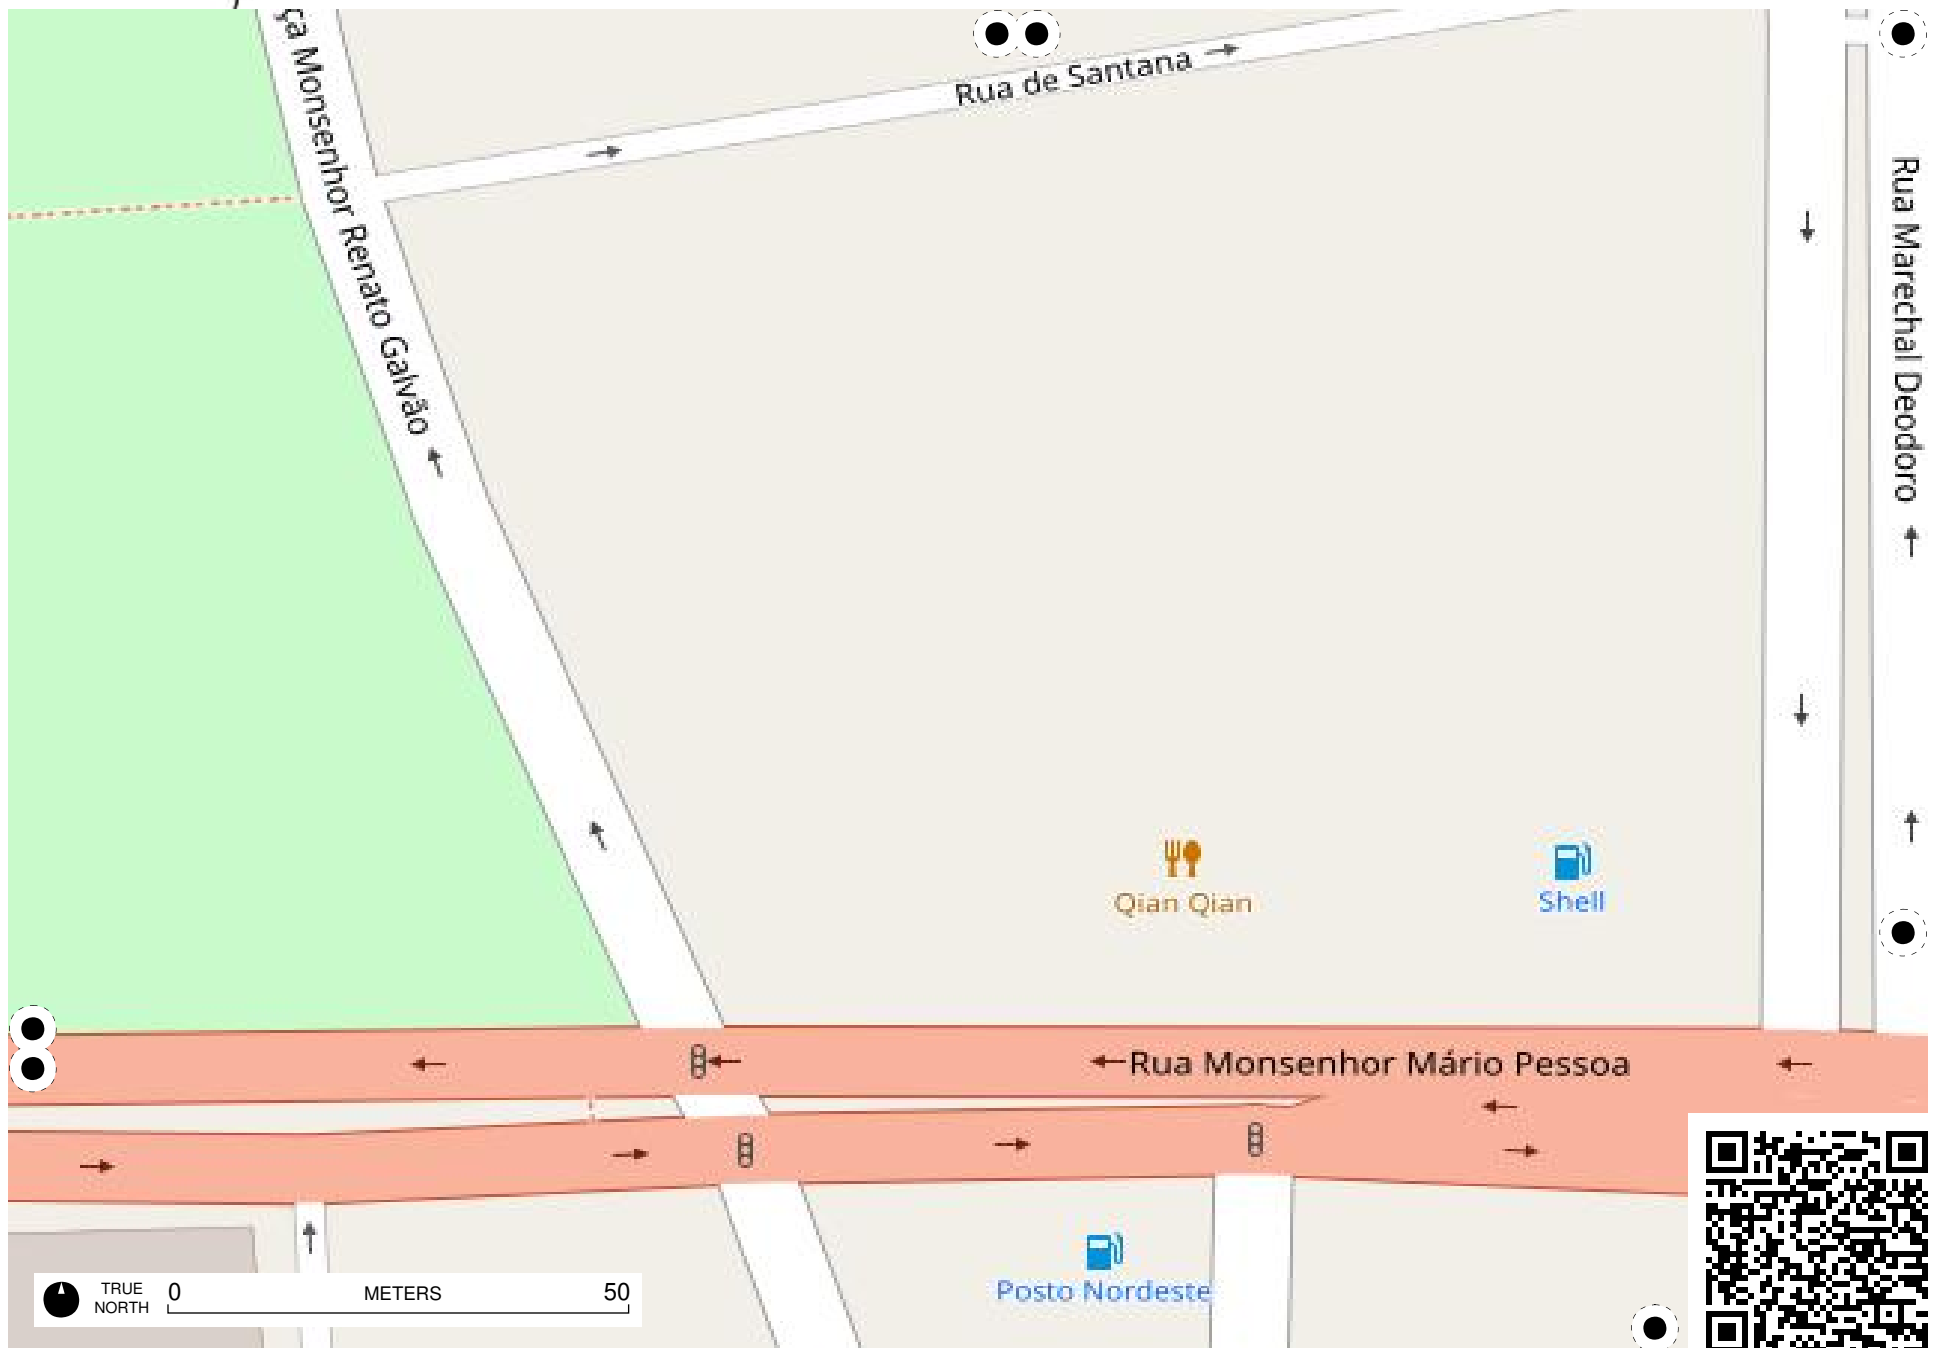 ça Monsenhor Renato Galvão
Rua de Santana
Rua Marechal Deodoro
Qian Qian
Shell
Rua Monsenhor Mário Pessoa
Posto Nordeste
TRUE
NORTH
0 METERS 50